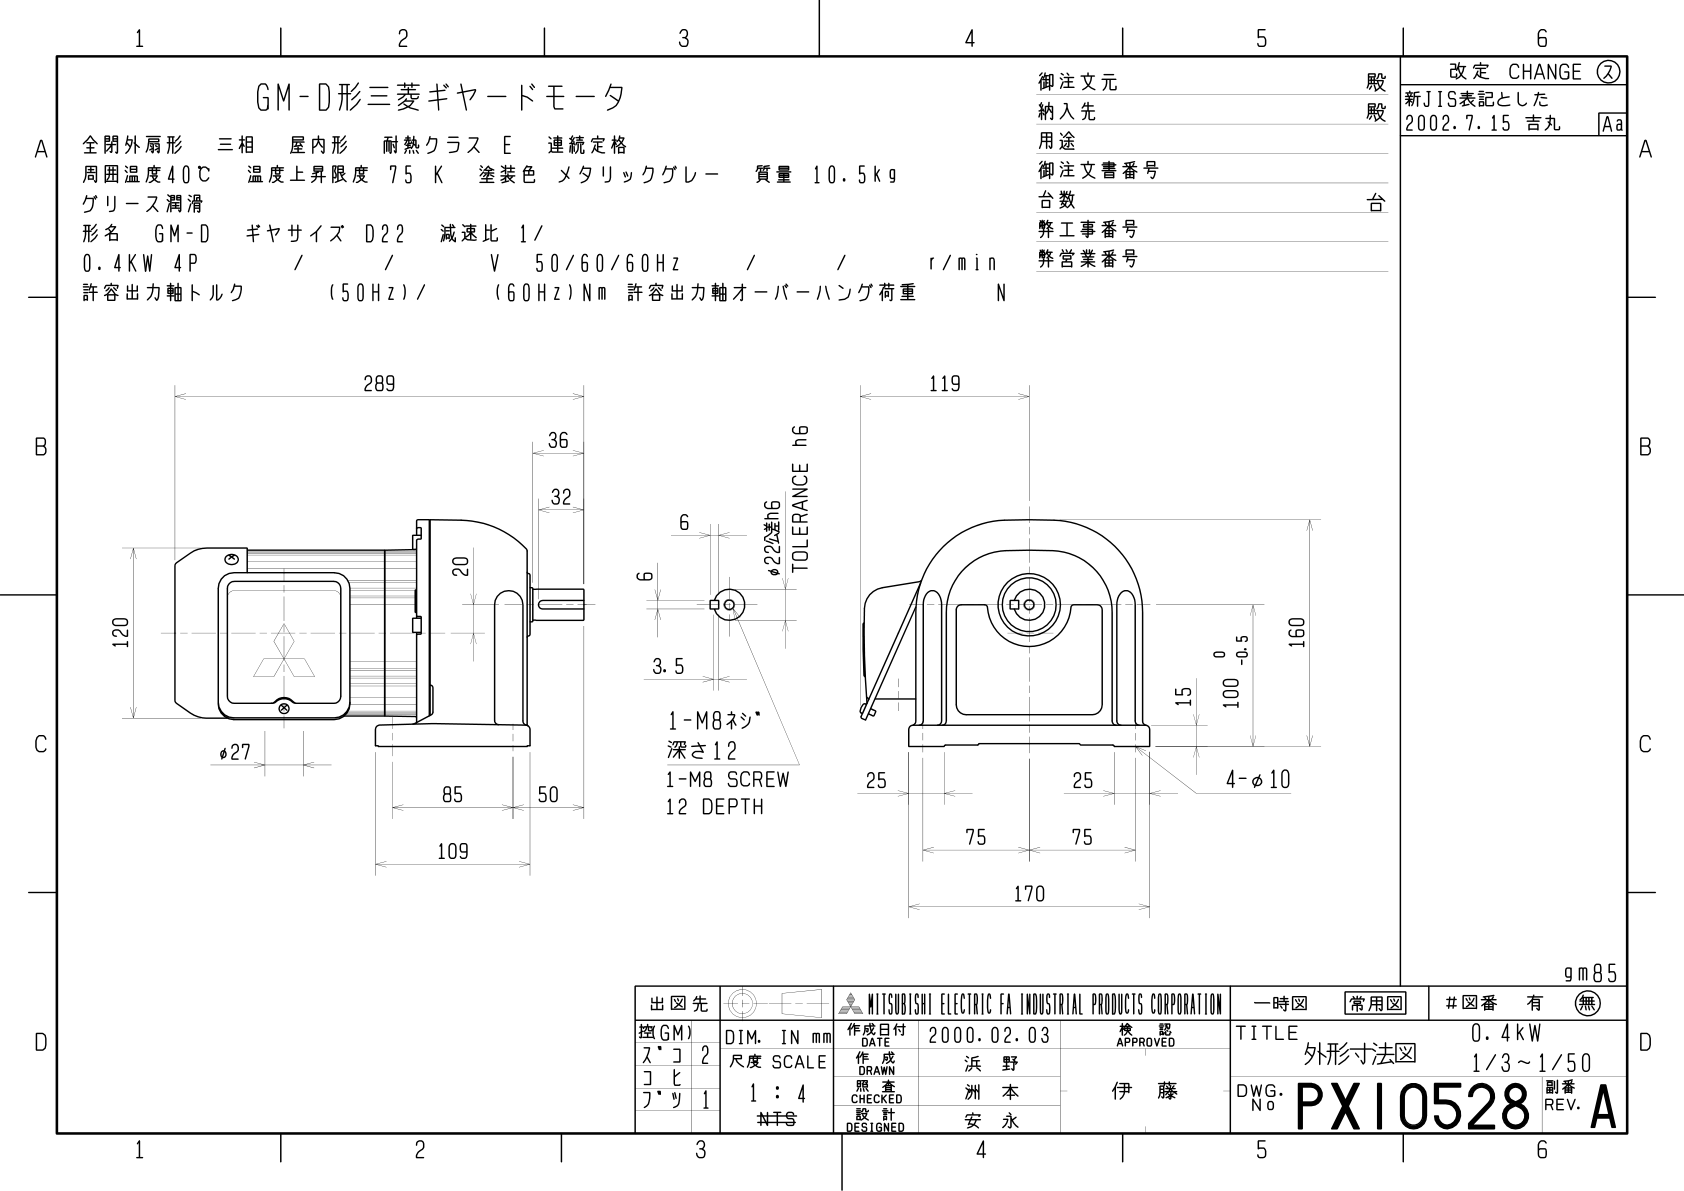 1 2 3 4 5 6
A
B
C
D
GM-D形三菱ギヤードモータ
全閉外扇形 三相 屋内形 耐熱クラス E 連続定格
周囲温度40℃ 温度上昇限度 75 K 塗装色 メタリックグレー 質量 10.5kg
グリース潤滑
形名 GM-D ギヤサイズ D22 減速比 1/
0.4KW 4P / / V 50/60/60Hz / / r/min
許容出力軸トルク (50Hz)/ (60Hz)Nm 許容出力軸オーバーハング荷重 N
御注文元 殿
納入先 殿
用途
御注文書番号
台数 台
弊工事番号
弊営業番号
改定 CHANGE ス
新JIS表記とした
2002.7.15 吉丸 Aa
A
B
C
D
289
36
32
20
120
φ27
85 50
109
6
6
3.5
φ22公差h6
TOLERANCE h6
1-M8ネジ
深さ12
1-M8 SCREW
12 DEPTH
119
160
100 0 -0.5
15
25 25
4-φ10
75 75
170
gm85
出図先
控(GM)
ズコ 2
コヒ
ブツ 1
DIM. IN mm
尺度 SCALE
1 : 4
NTS
MITSUBISHI ELECTRIC FA INDUSTRIAL PRODUCTS CORPORATION
作成日付 DATE 2000.02.03
作成 DRAWN 浜野
照査 CHECKED 洲本
設計 DESIGNED 安永
検認 APPROVED
伊藤
一時図 常用図 #図番 有 無
TITLE 0.4kW
外形寸法図 1/3~1/50
DWG. No PX10528 副番 REV. A
1 2 3 4 5 6